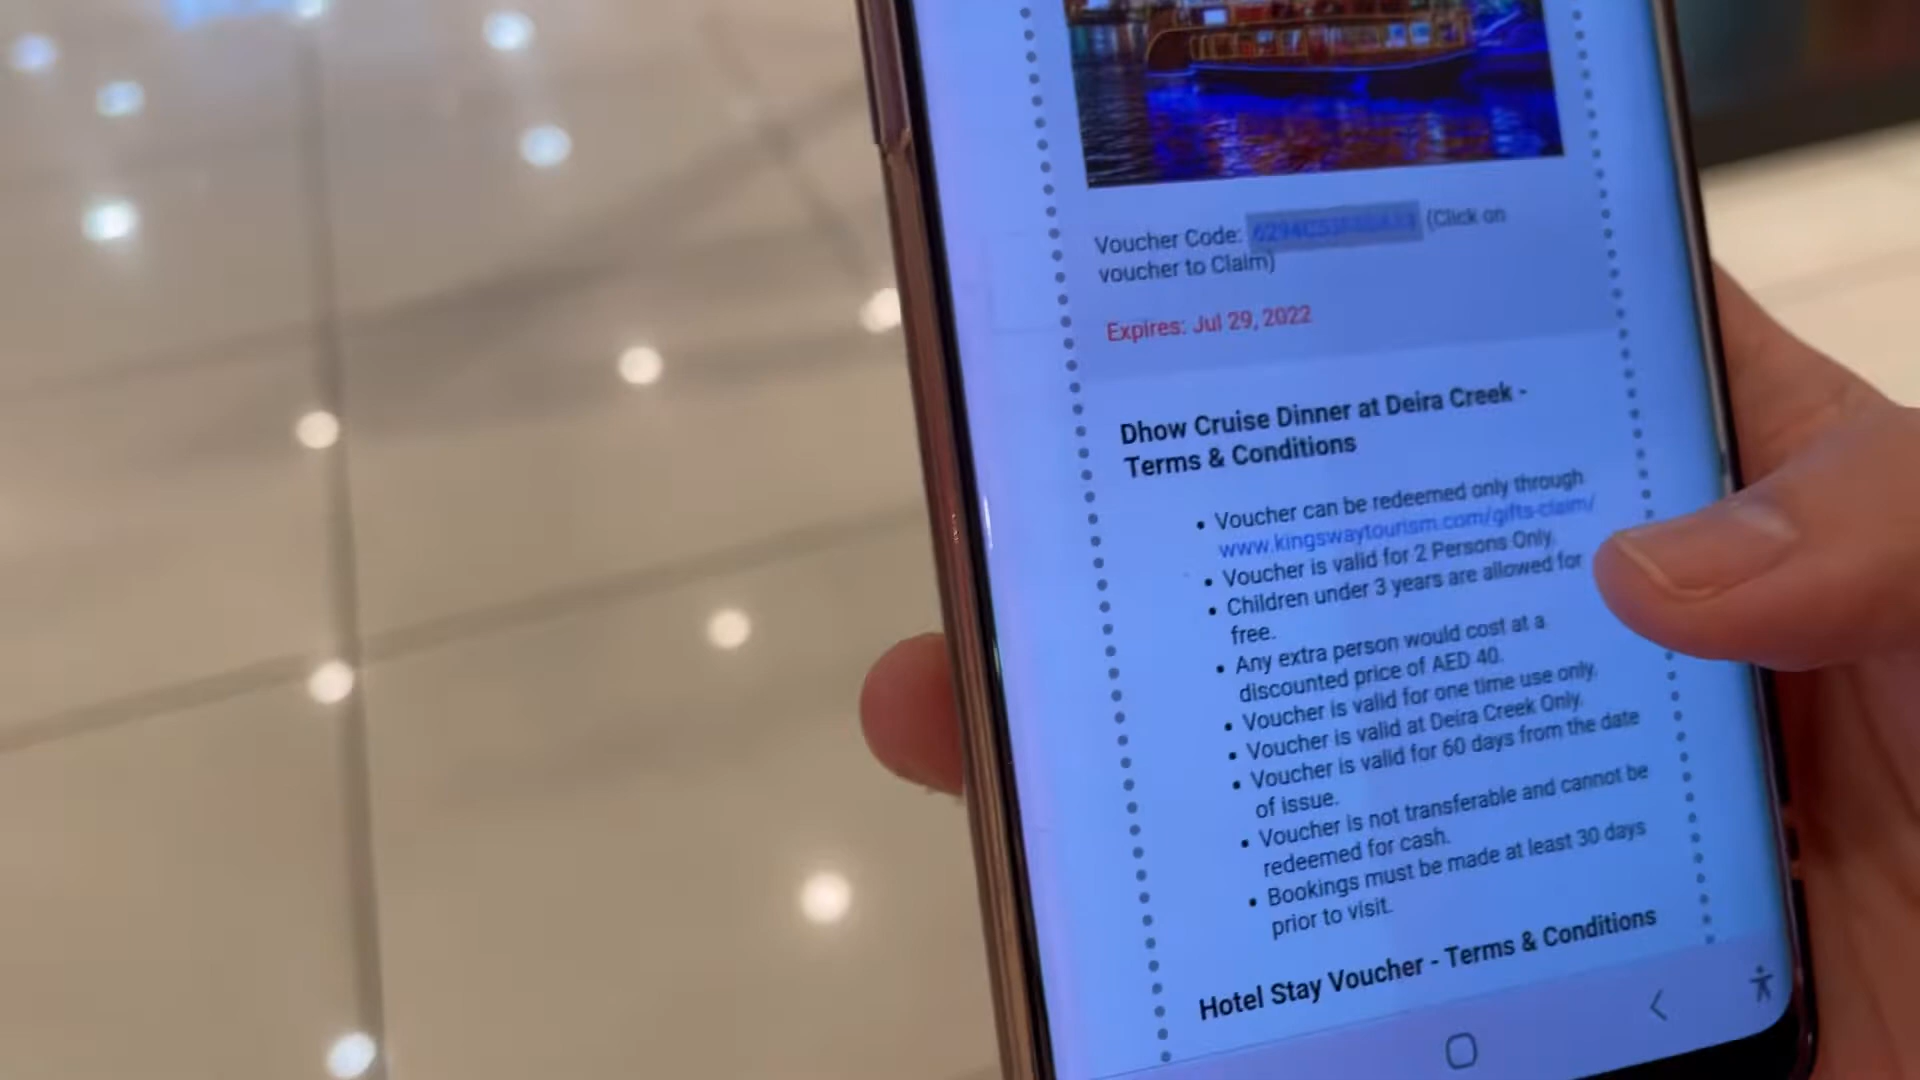 Voucher Code: (Click on
voucher to Claim)
Expires: Jul 29, 2022
Dhow Cruise Dinner at Deira Creek -
Terms & Conditions
• Voucher can be redeemed only through
www.kingswaytourism.com/gifts-claim/
• Voucher is valid for 2 Persons Only.
• Children under 3 years are allowed for
free.
• Any extra person would cost at a
discounted price of AED 40.
• Voucher is valid for one time use only.
• Voucher is valid at Deira Creek Only.
• Voucher is valid for 60 days from the date
of issue.
• Voucher is not transferable and cannot be
redeemed for cash.
• Bookings must be made at least 30 days
prior to visit.
Hotel Stay Voucher - Terms & Conditions